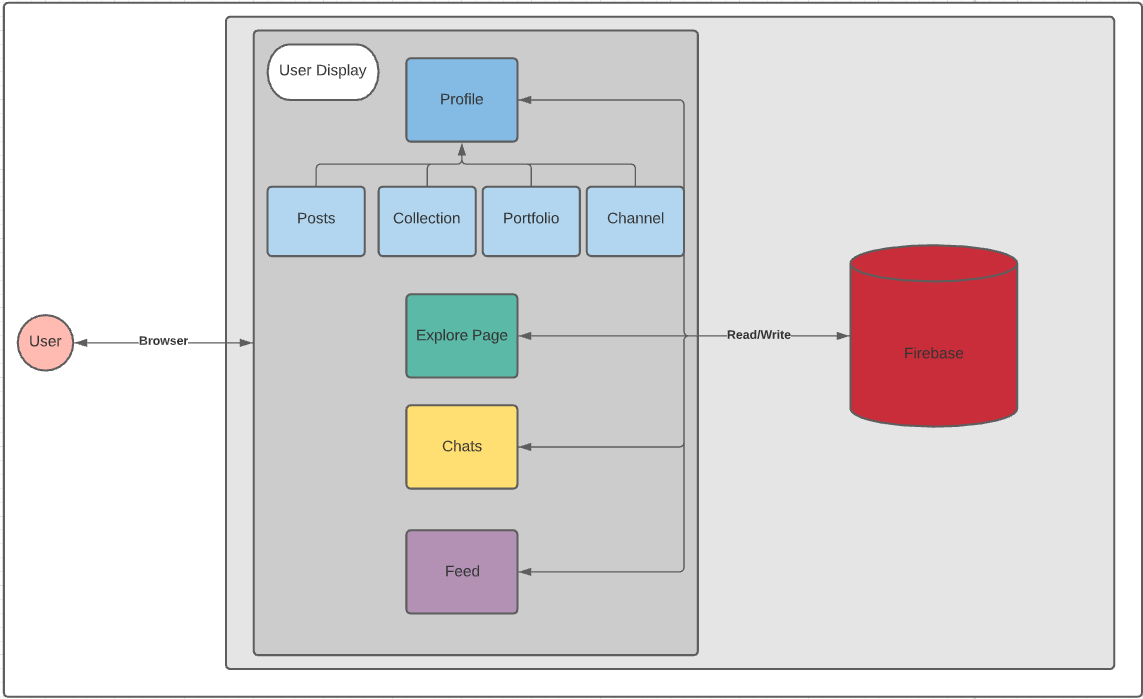 User Display
Profile
Posts
Collection
Portfolio
Channel
Explore Page
User
Browser
Read/Write
Firebase
Chats
Feed